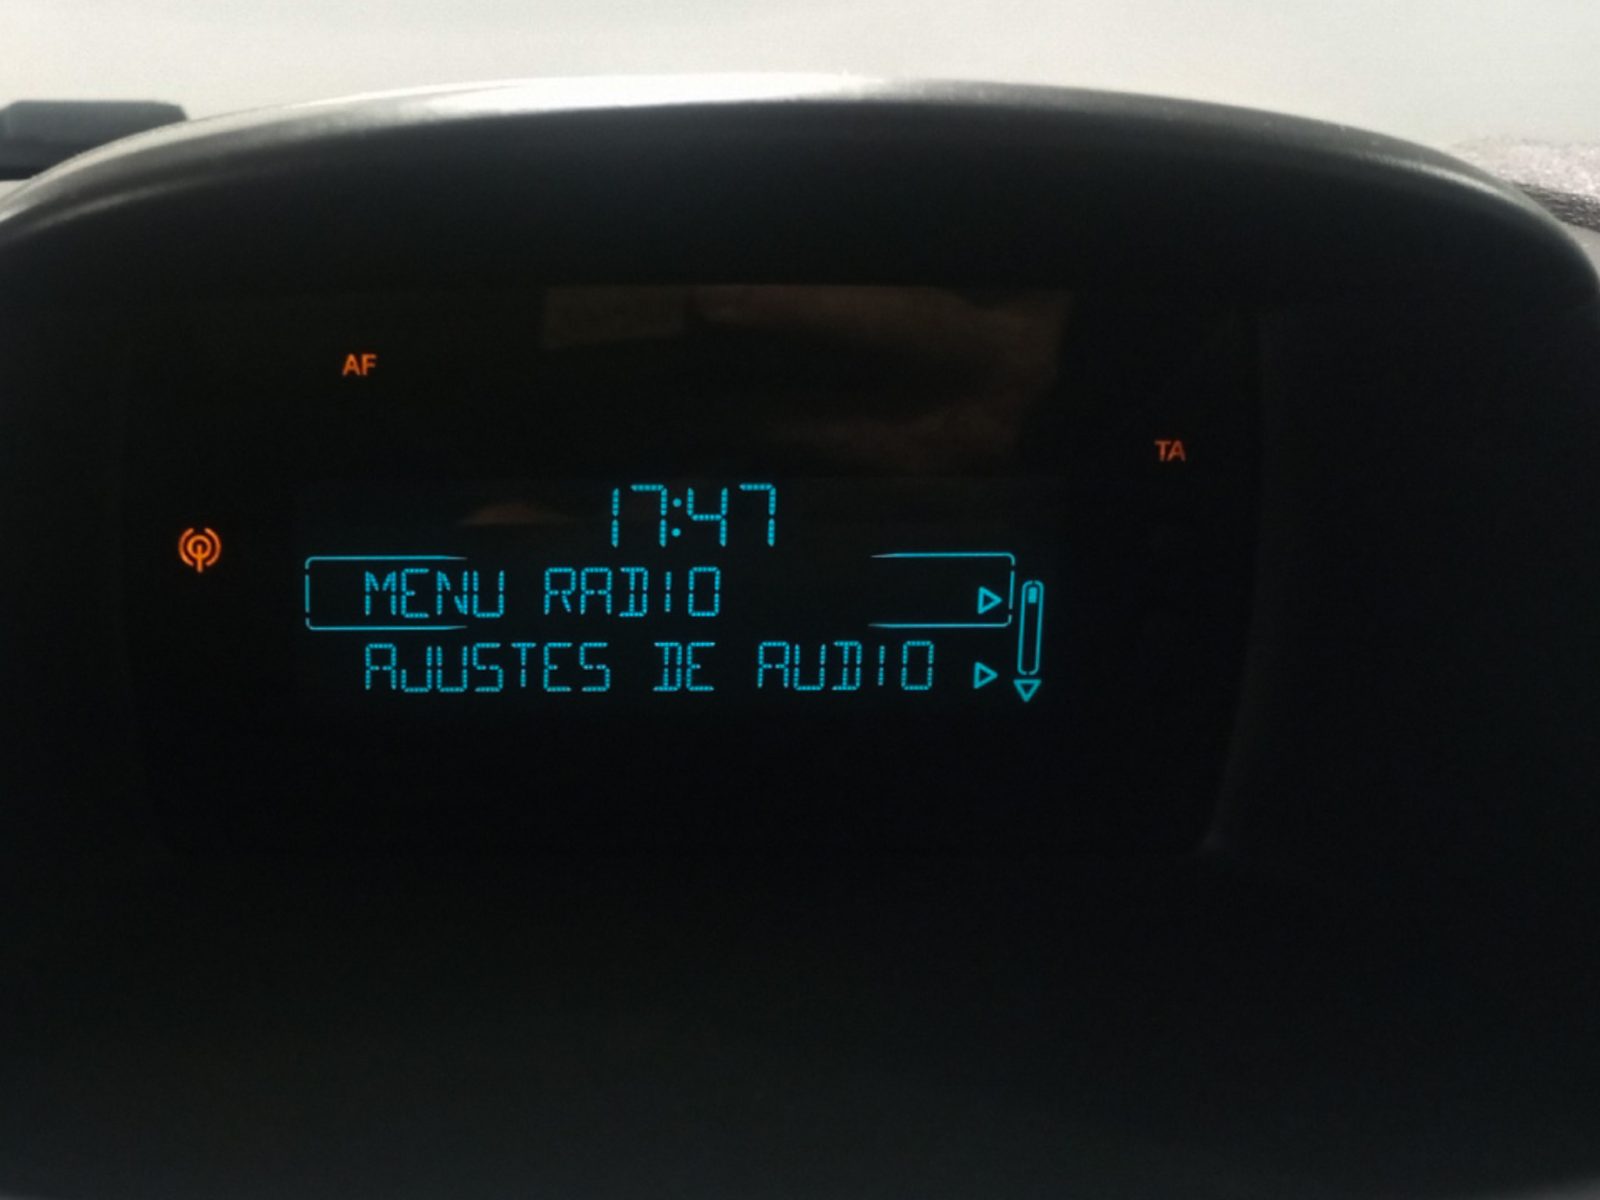 AF
TA
17:47
MENU RADIO
AJUSTES DE AUDIO